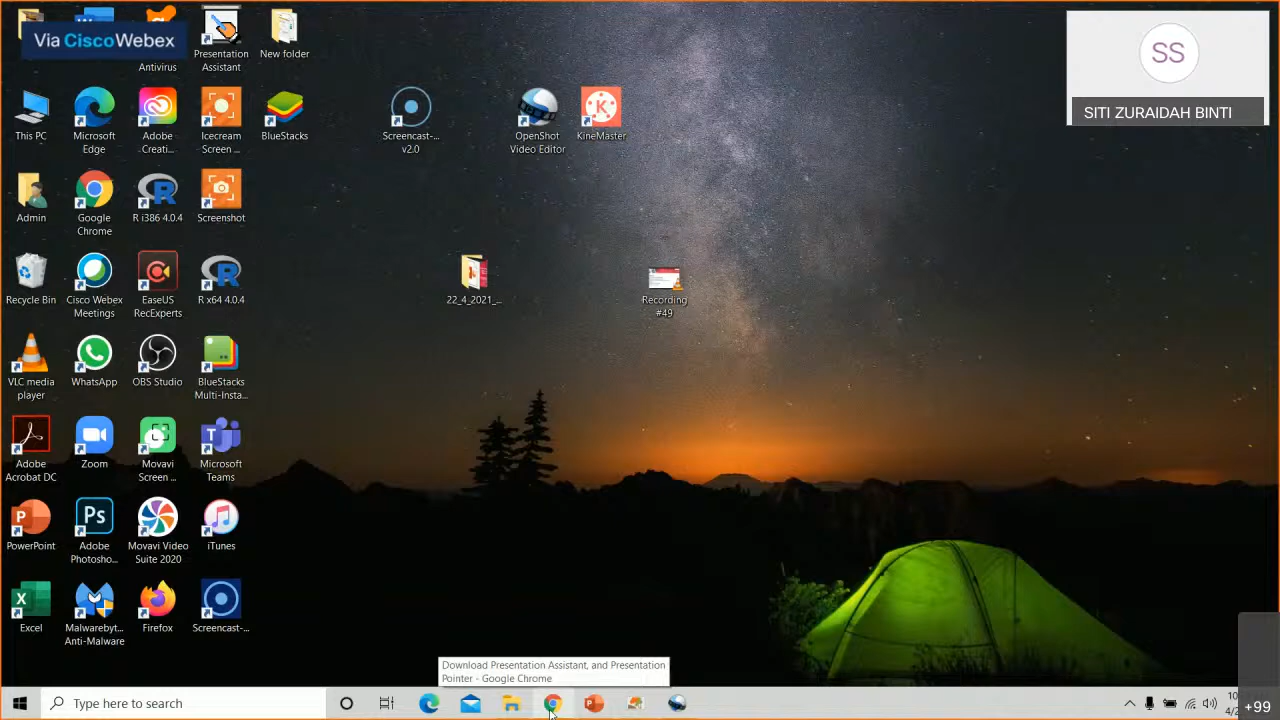 Via CiscoWebex
Antivirus
Presentation
Assistant
New folder
SS
SITI ZURAIDAH BINTI
This PC
Microsoft
Edge
Adobe
Creati...
Icecream
Screen ...
BlueStacks
Screencast-...
v2.0
OpenShot
Video Editor
KineMaster
Admin
Google
Chrome
R i386 4.0.4
Screenshot
Recycle Bin
Cisco Webex
Meetings
EaseUS
RecExperts
R x64 4.0.4
22_4_2021_...
Recording
#49
VLC media
player
WhatsApp
OBS Studio
BlueStacks
Multi-Insta...
Adobe
Acrobat DC
Zoom
Movavi
Screen ...
Microsoft
Teams
PowerPoint
Adobe
Photosho...
Movavi Video
Suite 2020
iTunes
Excel
Malwarebyt...
Anti-Malware
Firefox
Screencast-...
Download Presentation Assistant, and Presentation
Pointer - Google Chrome
Type here to search
+99